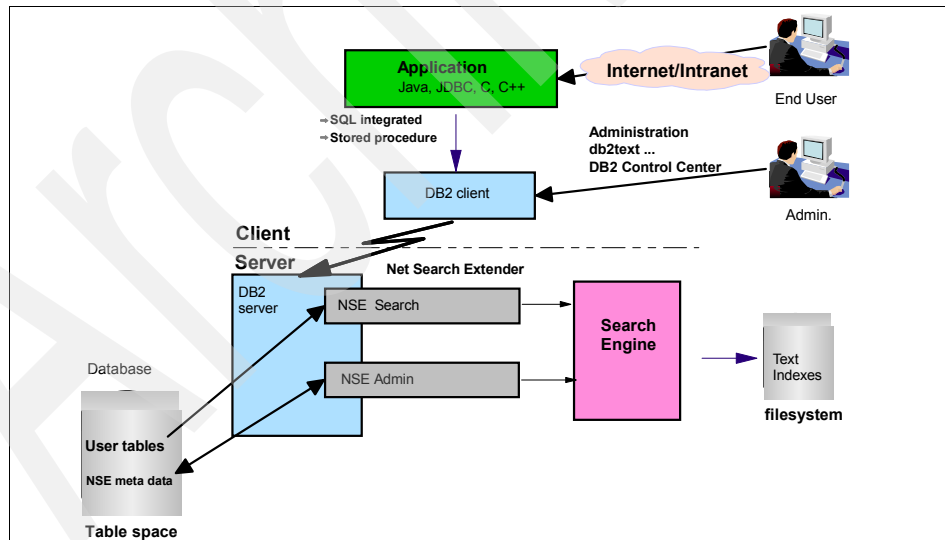 Application
Java, JDBC, C, C++
Internet/Intranet
End User
⇒ SQL integrated
⇒ Stored procedure
Administration
db2text ...
DB2 Control Center
DB2 client
Admin.
Client
Server
Net Search Extender
DB2
server
NSE Search
Search
Engine
NSE Admin
Text
Indexes
filesystem
Database
User tables
NSE meta data
Table space